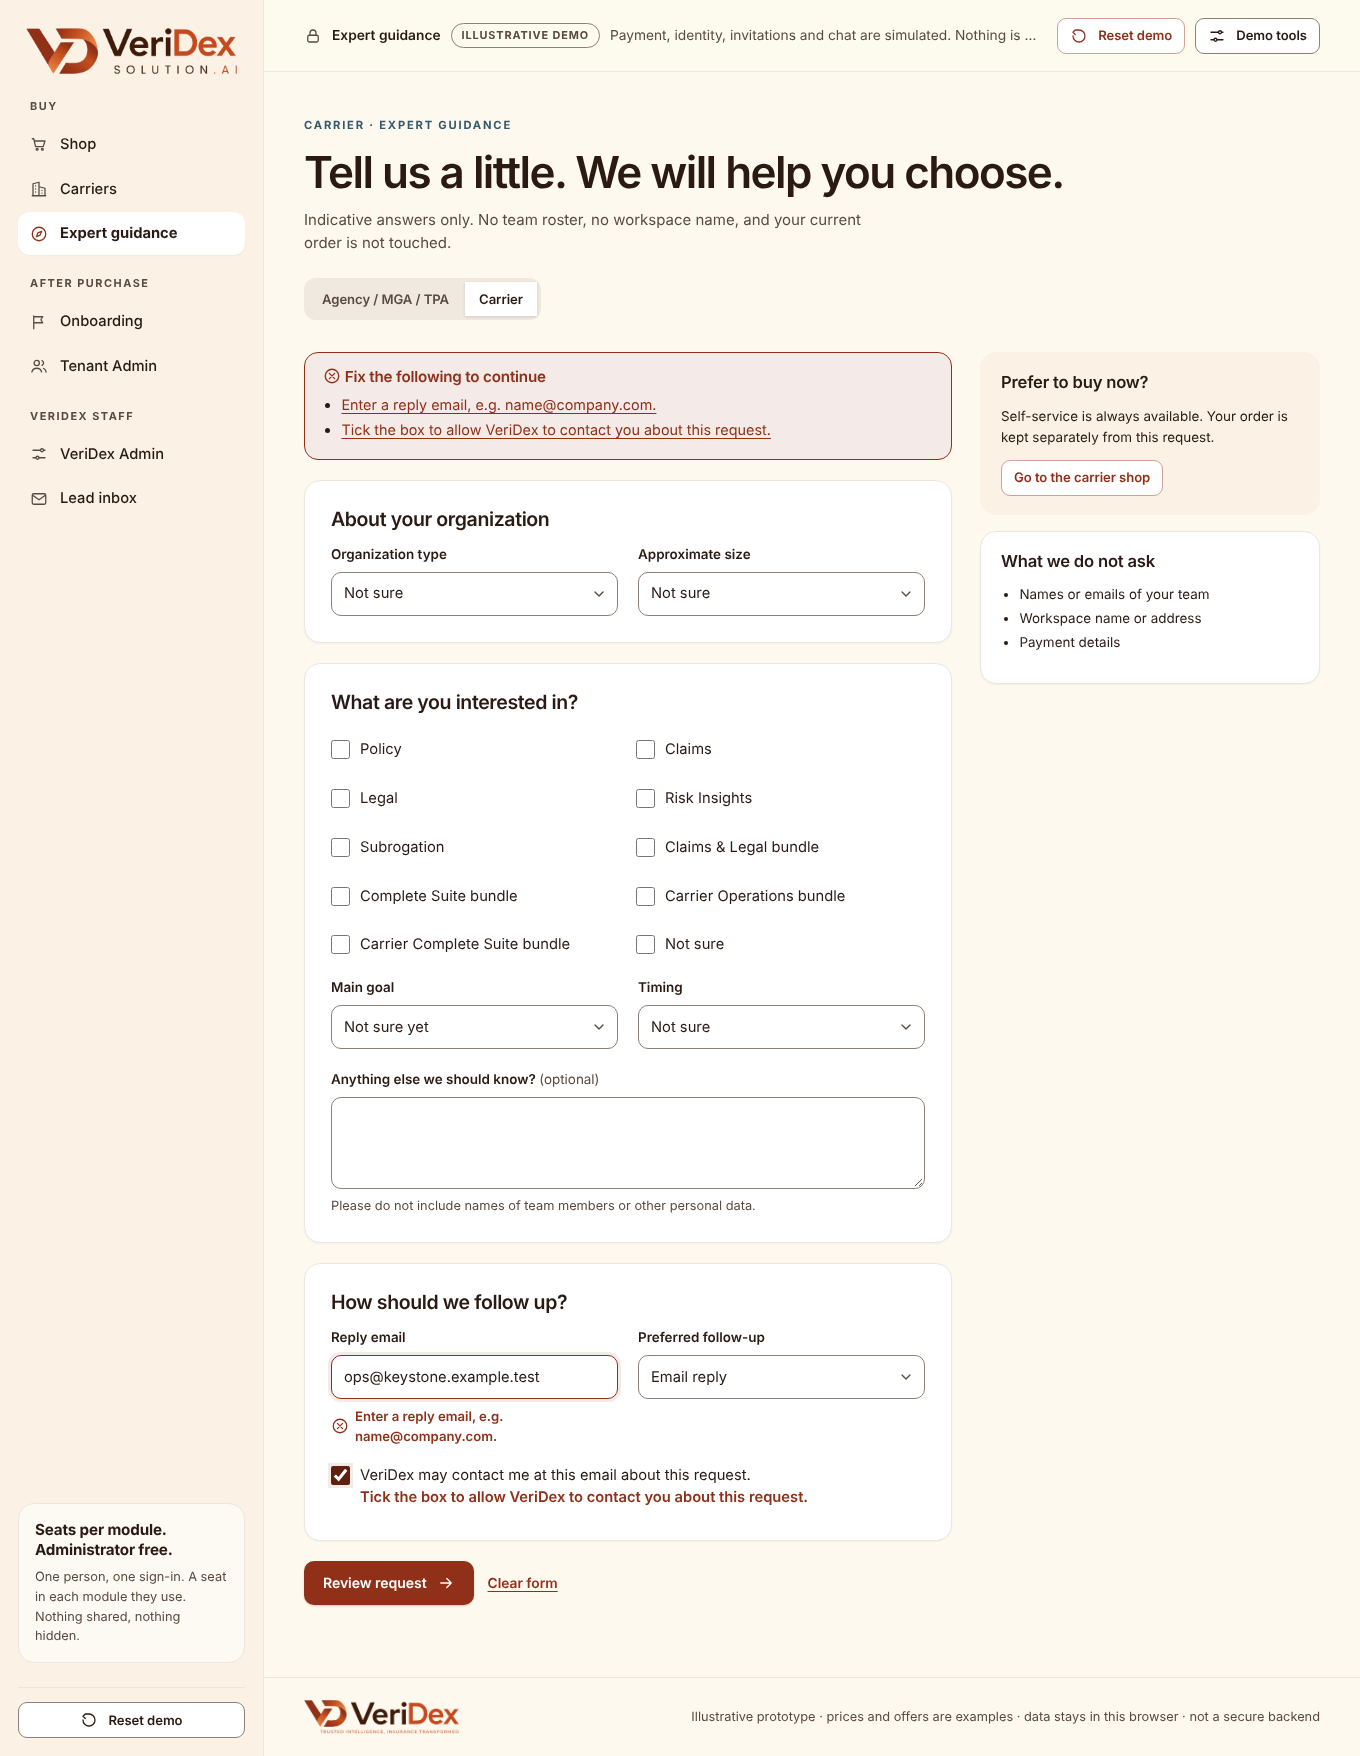 VeriDex
SOLUTION.AI
BUY
Shop
Carriers
Expert guidance
AFTER PURCHASE
Onboarding
Tenant Admin
VERIDEX STAFF
VeriDex Admin
Lead inbox
Seats per module.
Administrator free.
One person, one sign-in. A seat
in each module they use.
Nothing shared, nothing
hidden.
Reset demo
Expert guidance
ILLUSTRATIVE DEMO
Payment, identity, invitations and chat are simulated. Nothing is ...
Reset demo
Demo tools
CARRIER · EXPERT GUIDANCE
Tell us a little. We will help you choose.
Indicative answers only. No team roster, no workspace name, and your current
order is not touched.
Agency / MGA / TPA
Carrier
Fix the following to continue
Enter a reply email, e.g. name@company.com.
Tick the box to allow VeriDex to contact you about this request.
About your organization
Organization type
Approximate size
Not sure
Not sure
What are you interested in?
Policy
Claims
Legal
Risk Insights
Subrogation
Claims & Legal bundle
Complete Suite bundle
Carrier Operations bundle
Carrier Complete Suite bundle
Not sure
Main goal
Timing
Not sure yet
Not sure
Anything else we should know? (optional)
Please do not include names of team members or other personal data.
How should we follow up?
Reply email
Preferred follow-up
ops@keystone.example.test
Email reply
Enter a reply email, e.g.
name@company.com.
VeriDex may contact me at this email about this request.
Tick the box to allow VeriDex to contact you about this request.
Review request
Clear form
Prefer to buy now?
Self-service is always available. Your order is
kept separately from this request.
Go to the carrier shop
What we do not ask
Names or emails of your team
Workspace name or address
Payment details
VeriDex
TRUSTED INTELLIGENCE, INSURANCE TRANSFORMED
Illustrative prototype · prices and offers are examples · data stays in this browser · not a secure backend